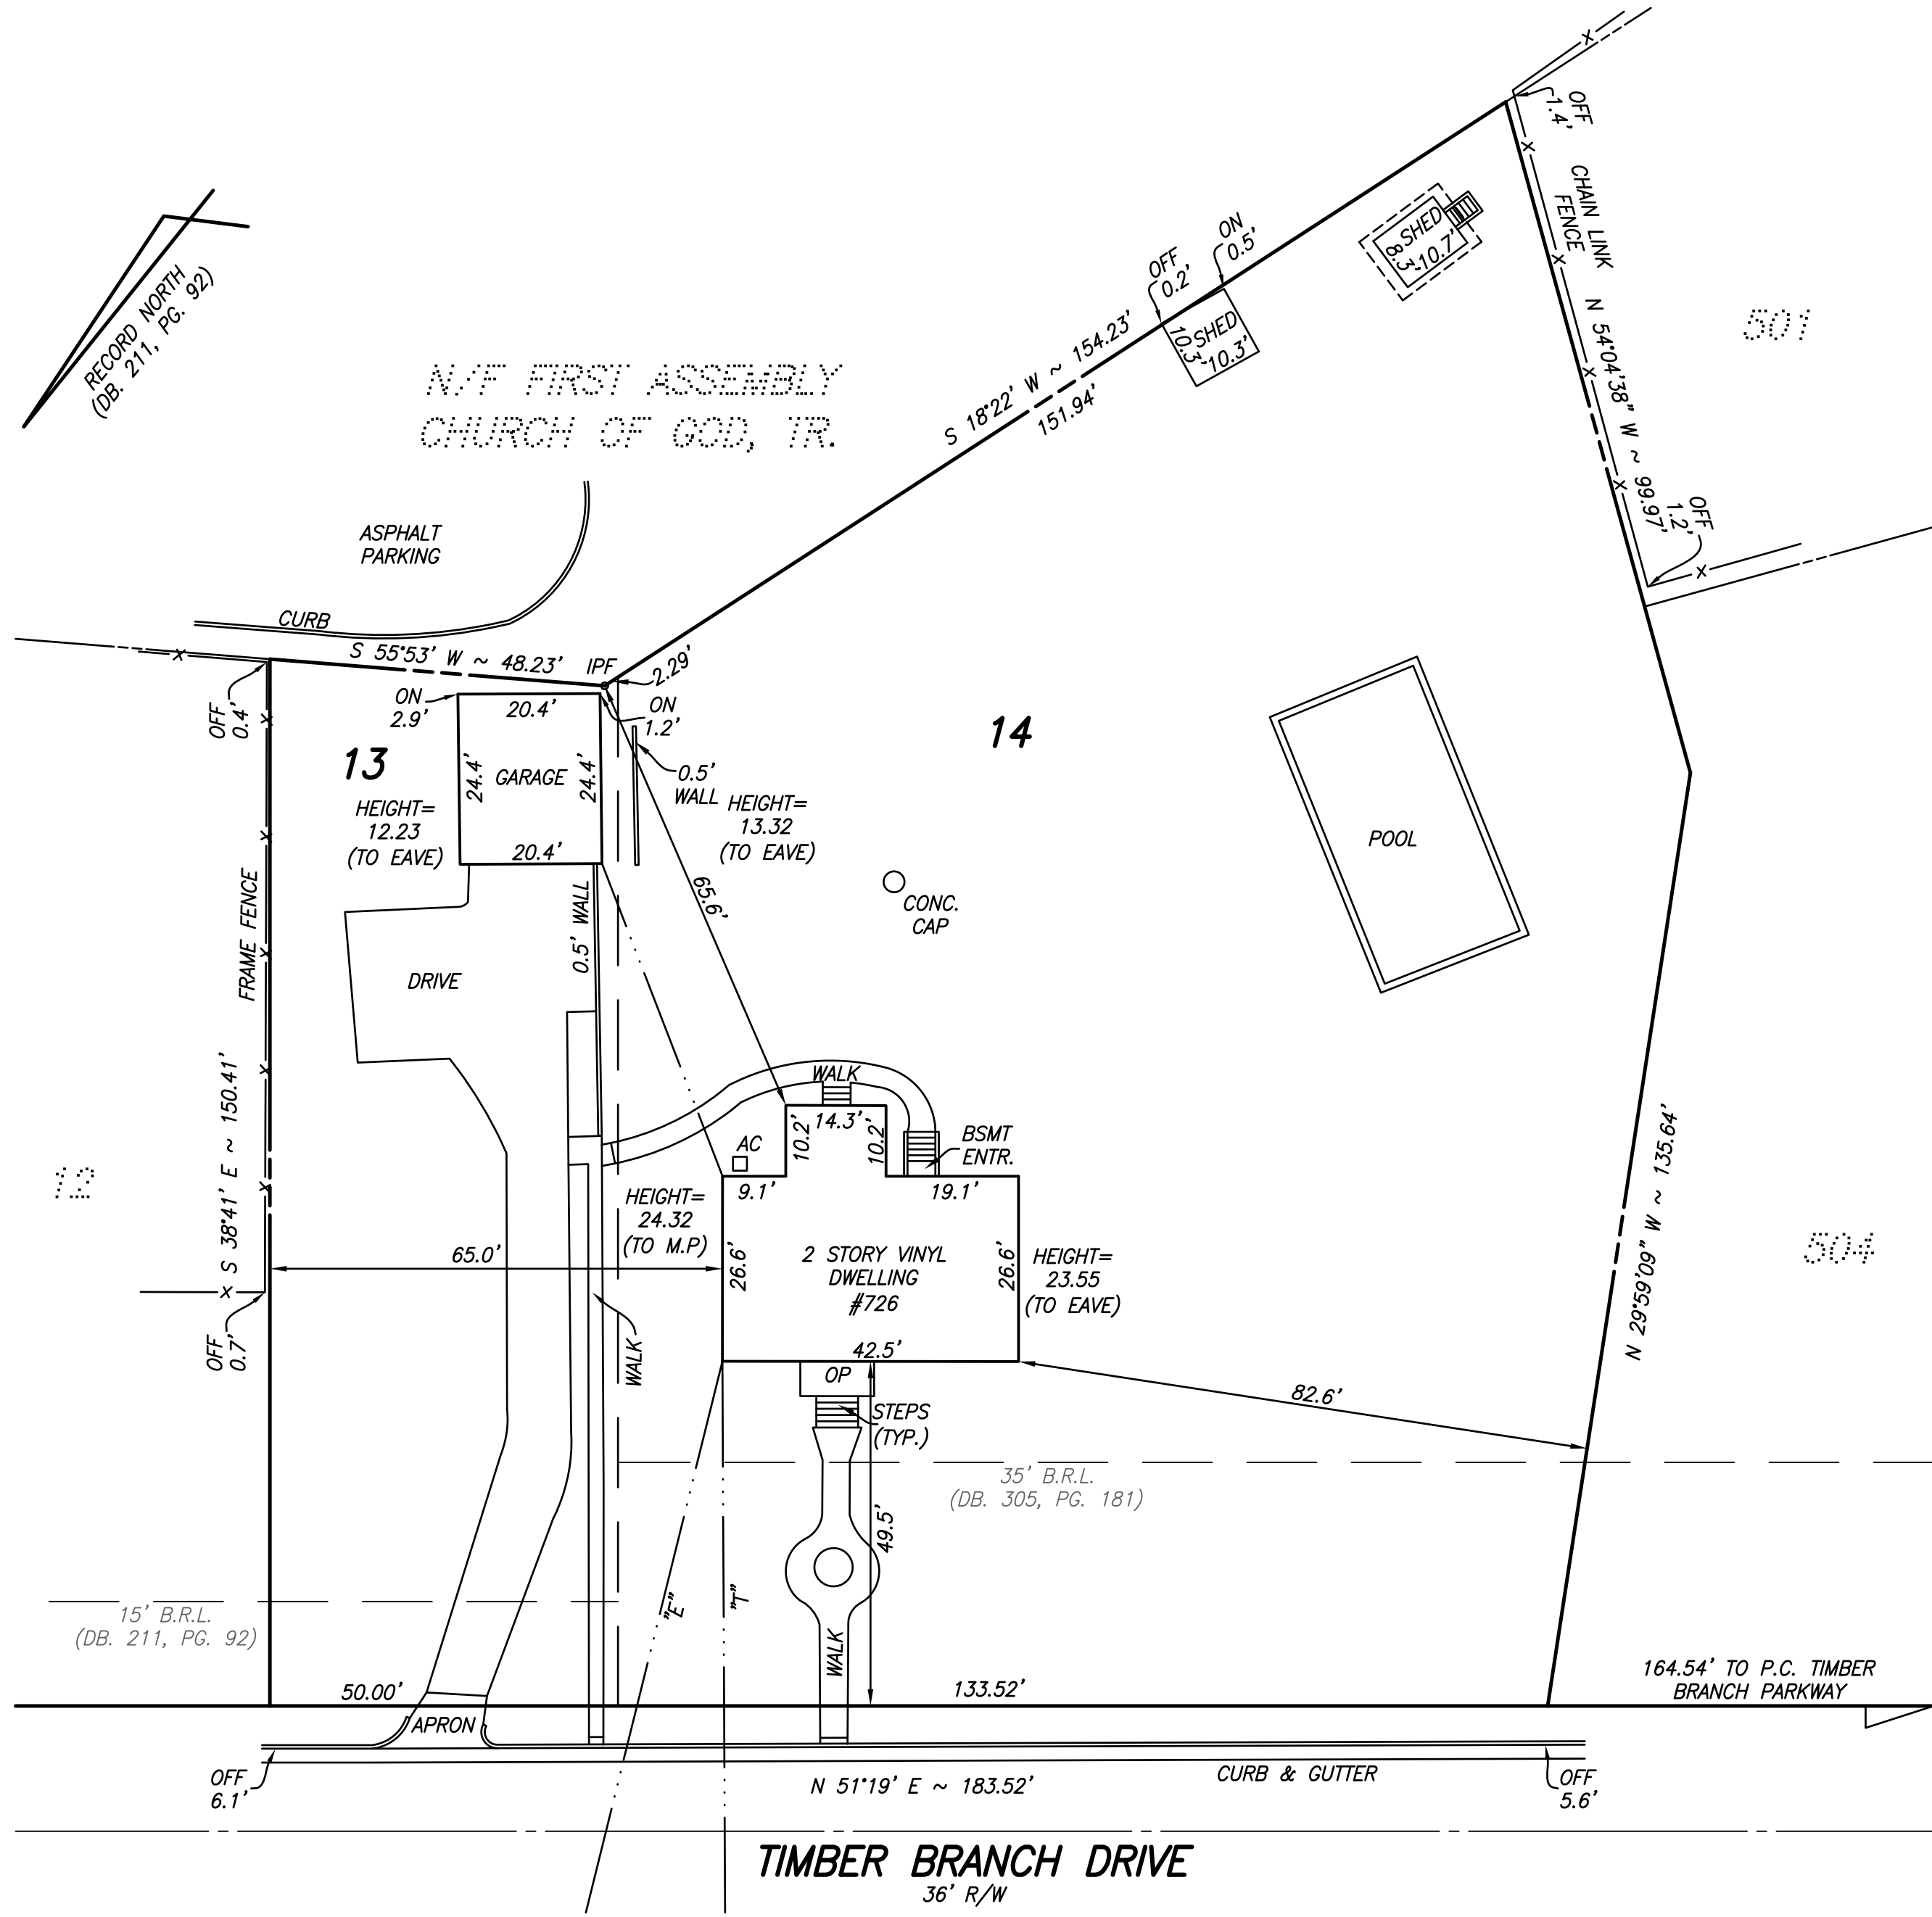 RECORD NORTH
(DB. 211, PG. 92)
N/F FIRST ASSEMBLY
CHURCH OF GOD, TR.
ASPHALT
PARKING
CURB
S 55°53' W ~ 48.23'
IPF
2.29'
S 18°22' W ~ 154.23'
151.94'
OFF
0.2'
ON
0.5'
SHED
10.3'
10.3'
SHED
8.3'
10.7'
OFF
1.4'
CHAIN LINK
FENCE
N 54°04'38" W ~ 99.97'
OFF
1.2'
501
OFF
0.4'
ON
2.9'
ON
1.2'
20.4'
24.4'
GARAGE
24.4'
20.4'
13
HEIGHT=
12.23
(TO EAVE)
0.5'
WALL
HEIGHT=
13.32
(TO EAVE)
14
POOL
65.6'
CONC.
CAP
0.5' WALL
DRIVE
FRAME FENCE
S 38°41' E ~ 150.41'
12
OFF
0.7'
WALK
14.3'
10.2'
10.2'
AC
BSMT
ENTR.
9.1'
19.1'
HEIGHT=
24.32
(TO M.P)
65.0'
26.6'
2 STORY VINYL
DWELLING
#726
26.6'
HEIGHT=
23.55
(TO EAVE)
42.5'
OP
WALK
STEPS
(TYP.)
82.6'
N 29°59'09" W ~ 135.64'
504
35' B.R.L.
(DB. 305, PG. 181)
49.5'
"E"
"T"
15' B.R.L.
(DB. 211, PG. 92)
WALK
50.00'
133.52'
164.54' TO P.C. TIMBER
BRANCH PARKWAY
APRON
OFF
6.1'
N 51°19' E ~ 183.52'
CURB & GUTTER
OFF
5.6'
TIMBER BRANCH DRIVE
36' R/W